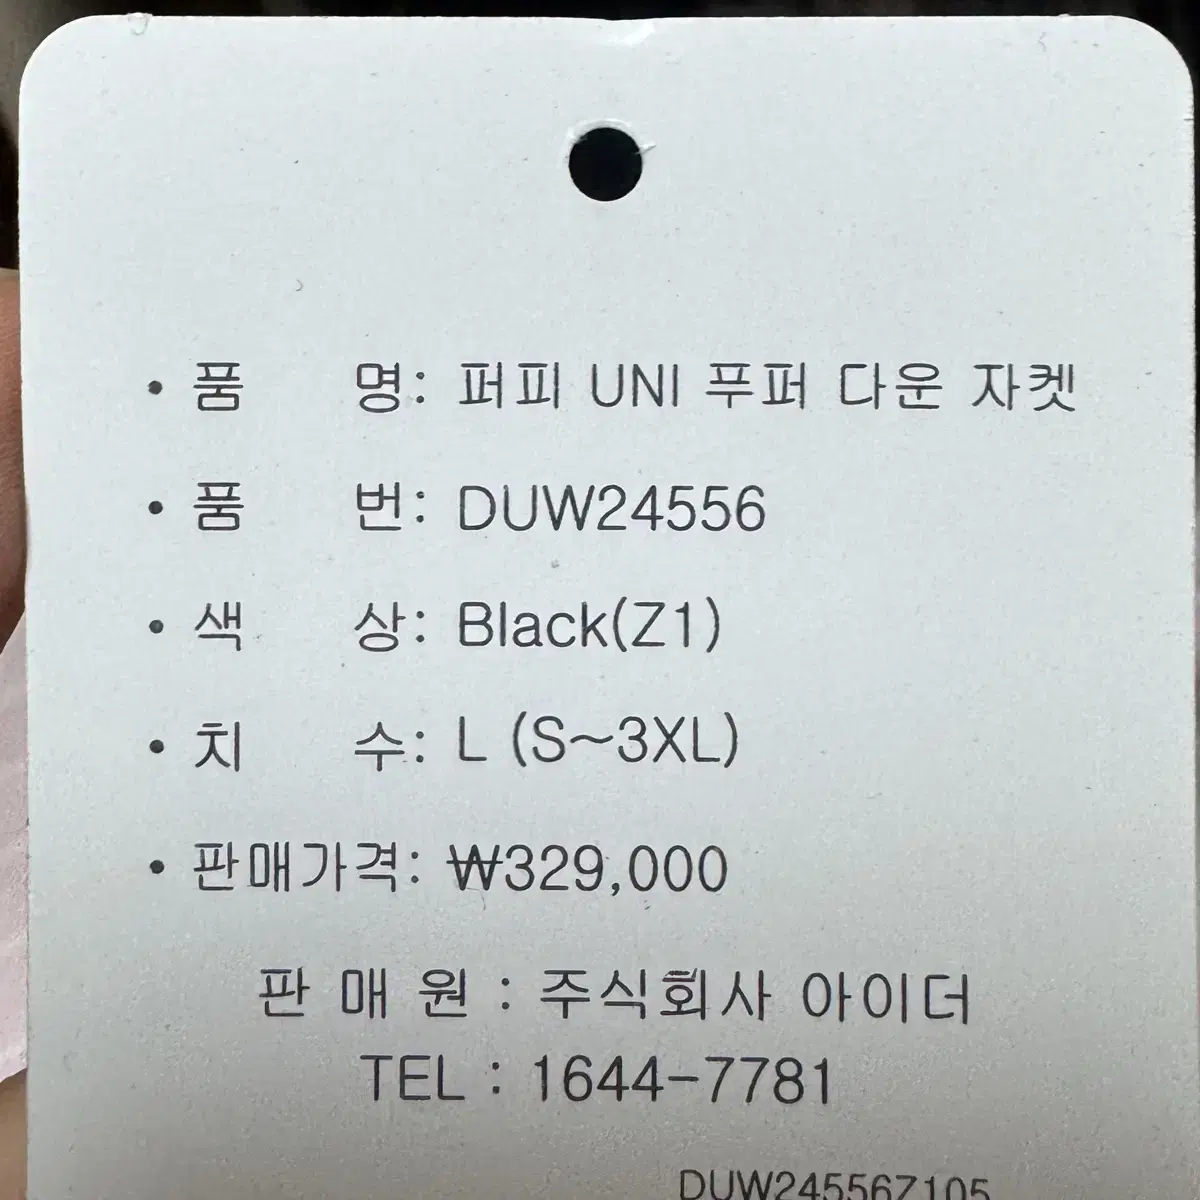 • 품 명: 퍼피 UNI 푸퍼 다운 자켓
• 품 번: DUW24556
• 색 상: Black(Z1)
• 치 수: L (S~3XL)
• 판매가격: ₩329,000
판 매 원 : 주식회사 아이더
TEL : 1644-7781
DUW24556Z105